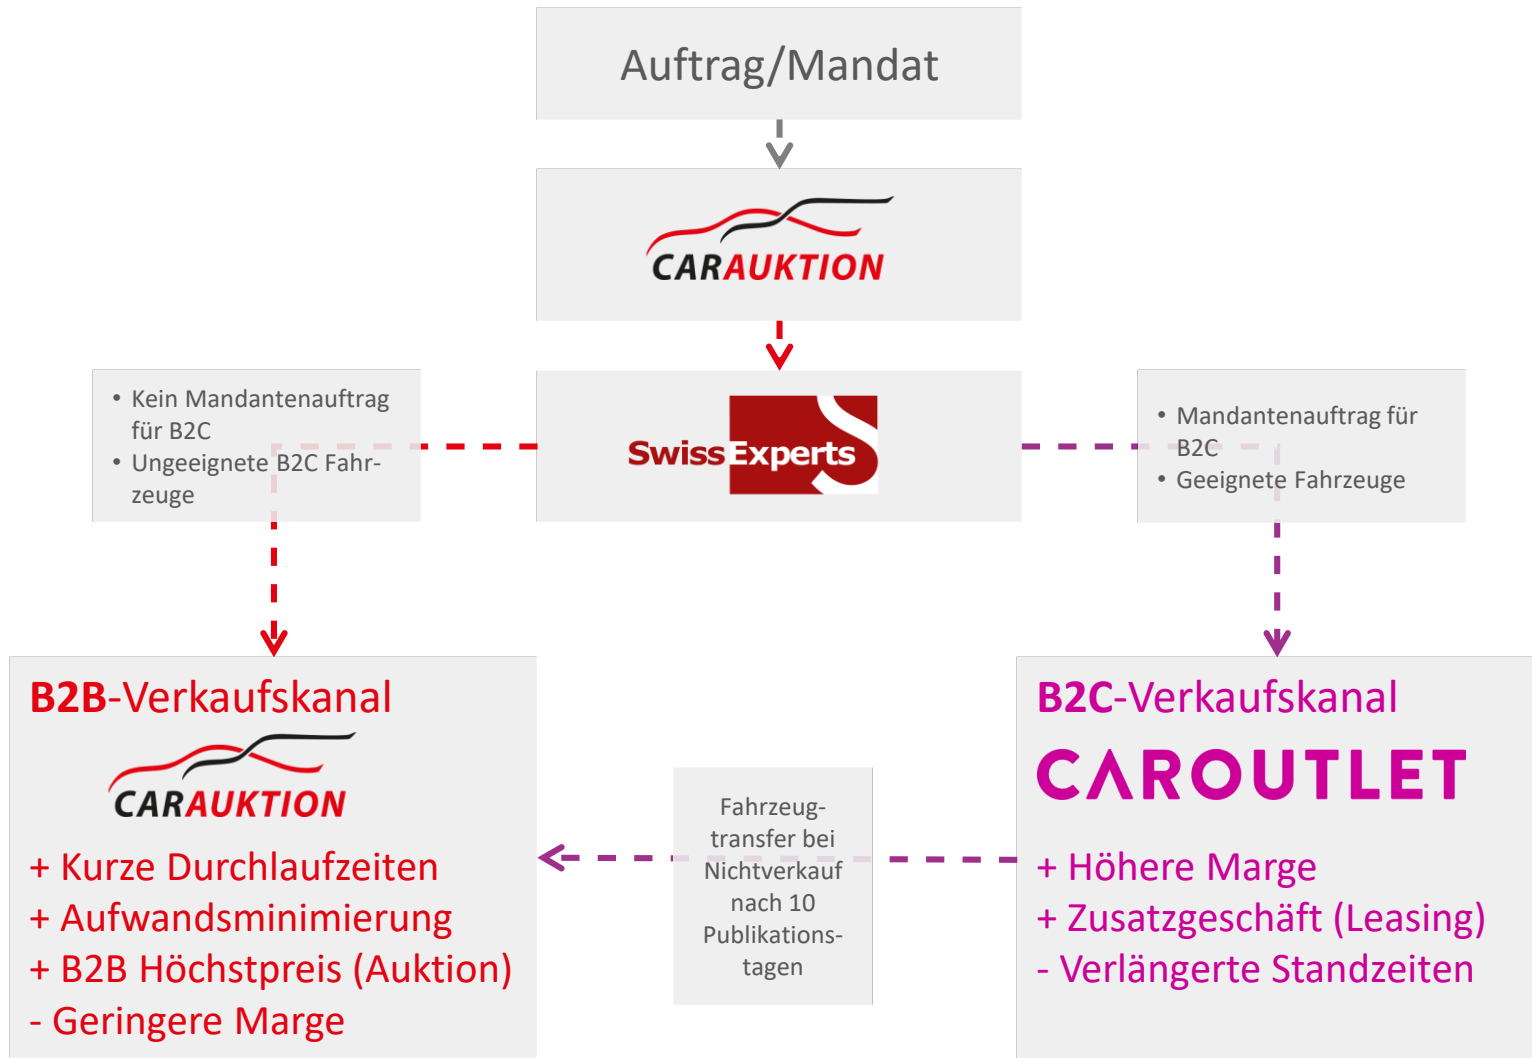 Auftrag/Mandat
CARAUKTION
• Kein Mandantenauftrag
für B2C
• Ungeeignete B2C Fahr-
zeuge
SwissExperts
• Mandantenauftrag für
B2C
• Geeignete Fahrzeuge
B2B-Verkaufskanal
CARAUKTION
+ Kurze Durchlaufzeiten
+ Aufwandsminimierung
+ B2B Höchstpreis (Auktion)
- Geringere Marge
Fahrzeug-
transfer bei
Nichtverkauf
nach 10
Publikations-
tagen
B2C-Verkaufskanal
CAROUTLET
+ Höhere Marge
+ Zusatzgeschäft (Leasing)
- Verlängerte Standzeiten